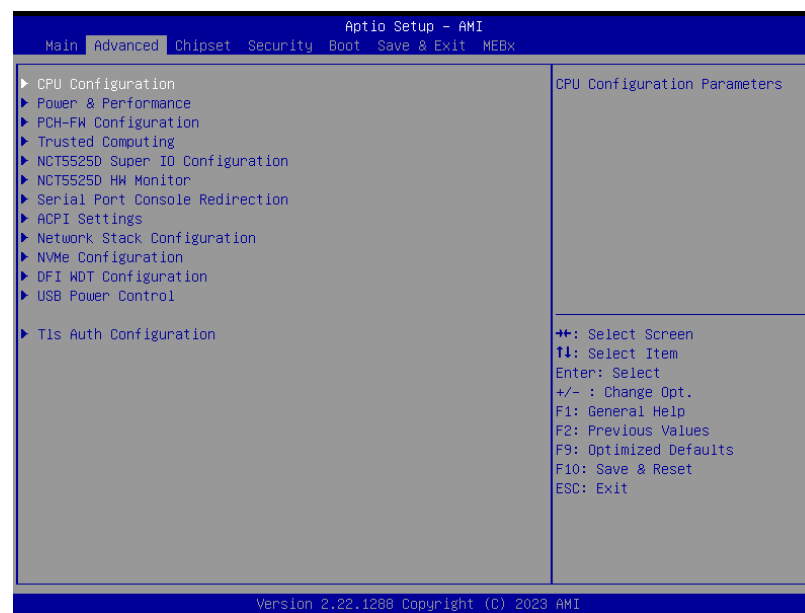 Aptio Setup - AMI
Main Advanced Chipset Security Boot Save & Exit MEBx
CPU Configuration
Power & Performance
PCH-FW Configuration
Trusted Computing
NCT5525D Super IO Configuration
NCT5525D HW Monitor
Serial Port Console Redirection
ACPI Settings
Network Stack Configuration
NVMe Configuration
DFI WDT Configuration
USB Power Control
Tls Auth Configuration
CPU Configuration Parameters
→←: Select Screen
↑↓: Select Item
Enter: Select
+/- : Change Opt.
F1: General Help
F2: Previous Values
F9: Optimized Defaults
F10: Save & Reset
ESC: Exit
Version 2.22.1288 Copyright (C) 2023 AMI